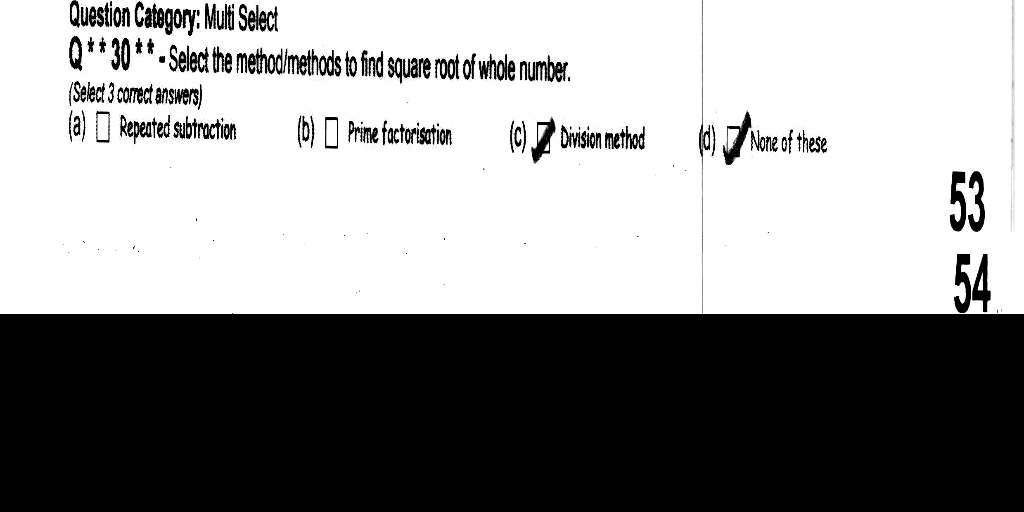 Question Category: Multi Select
Q * * 30 * * - Select the method/methods to find square root of whole number.
(Select 3 correct answers)
(a) Repeated subtraction (b) Prime factorisation (c) Division method (d) None of these
53
54